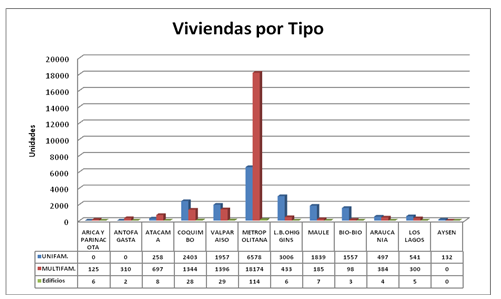 Viviendas por Tipo
Unidades
20000
18000
16000
14000
12000
10000
8000
6000
4000
2000
0
ARICA Y PARINACOTA ANTOFAGASTA ATACAMA COQUIMBO VALPARAISO METROPOLITANA L.B.OHIGGINS MAULE BIO-BIO ARAUCANIA LOS LAGOS AYSEN
UNIFAM. 0 0 258 2403 1957 6578 3006 1839 1557 497 541 132
MULTIFAM. 125 310 697 1344 1396 18174 433 185 98 384 300 0
Edificios 6 2 8 28 29 114 6 7 3 4 5 0